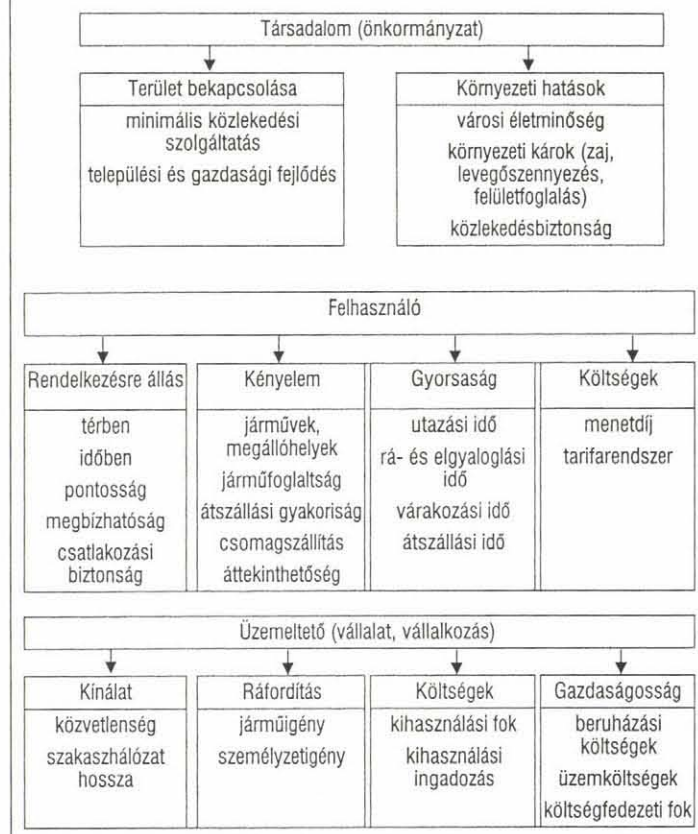 Társadalom (önkormányzat)
Terület bekapcsolása
minimális közlekedési
szolgáltatás
települési és gazdasági fejlődés
Környezeti hatások
városi életminőség
környezeti károk (zaj,
levegőszennyezés,
felületfoglalás)
közlekedésbiztonság
Felhasználó
Rendelkezésre állás
térben
időben
pontosság
megbízhatóság
csatlakozási
biztonság
Kényelem
járművek,
megállóhelyek
járműfoglaltság
átszállási gyakoriság
csomagszállítás
áttekinthetőség
Gyorsaság
utazási idő
rá- és elgyaloglási
idő
várakozási idő
átszállási idő
Költségek
menetdíj
tarifarendszer
Üzemeltető (vállalat, vállalkozás)
Kínálat
közvetlenség
szakaszhálózat
hossza
Ráfordítás
járműigény
személyzetigény
Költségek
kihasználási fok
kihasználási
ingadozás
Gazdaságosság
beruházási
költségek
üzemköltségek
költségfedezeti fok